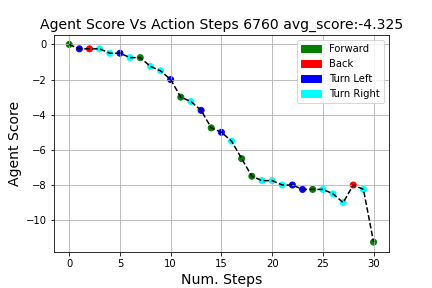 Agent Score Vs Action Steps 6760 avg_score:-4.325
0
−2
−4
−6
−8
−10
Agent Score
Forward
Back
Turn Left
Turn Right
0 5 10 15 20 25 30
Num. Steps